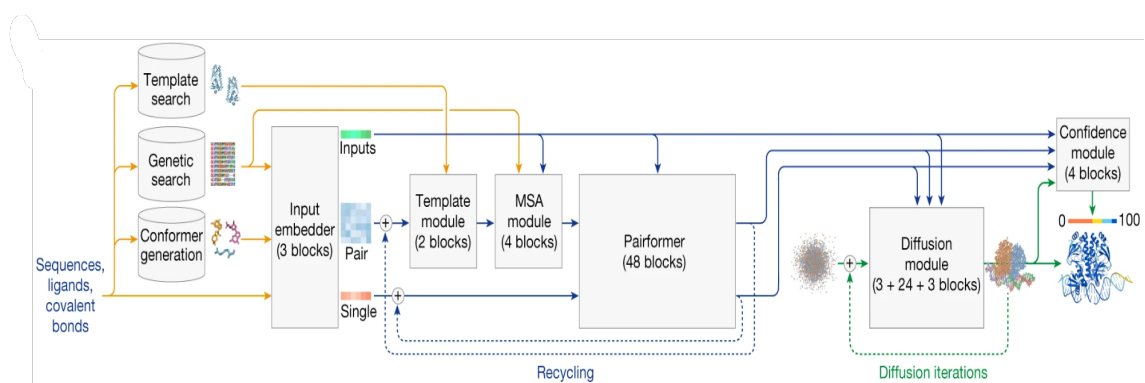 Template
search
Genetic
search
Conformer
generation
Sequences,
ligands,
covalent
bonds
Input
embedder
(3 blocks)
Inputs
Pair
Single
Template
module
(2 blocks)
MSA
module
(4 blocks)
Pairformer
(48 blocks)
Diffusion
module
(3 + 24 + 3 blocks)
Confidence
module
(4 blocks)
0 100
Recycling
Diffusion iterations